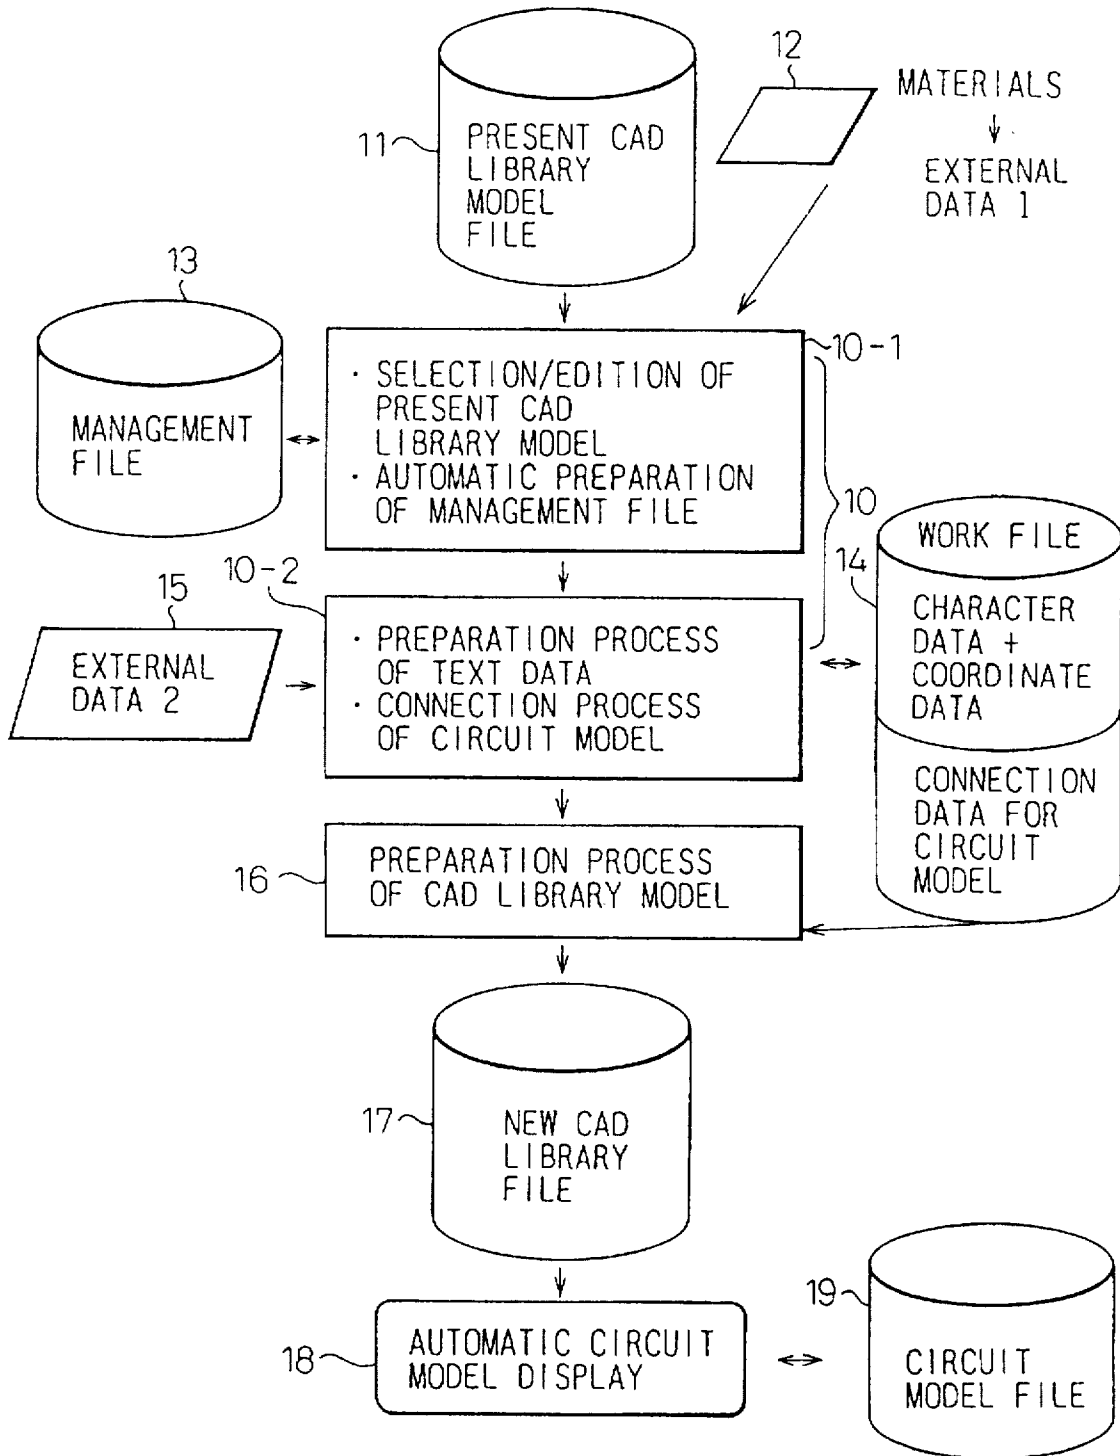 12
MATERIALS
↓
EXTERNAL
DATA 1
11
PRESENT CAD
LIBRARY
MODEL
FILE
13
MANAGEMENT
FILE
10-1
· SELECTION/EDITION OF
PRESENT CAD
LIBRARY MODEL
· AUTOMATIC PREPARATION
OF MANAGEMENT FILE
10
14
WORK FILE
CHARACTER
DATA +
COORDINATE
DATA
CONNECTION
DATA FOR
CIRCUIT
MODEL
15
EXTERNAL
DATA 2
10-2
· PREPARATION PROCESS
OF TEXT DATA
· CONNECTION PROCESS
OF CIRCUIT MODEL
16
PREPARATION PROCESS
OF CAD LIBRARY MODEL
17
NEW CAD
LIBRARY
FILE
18
AUTOMATIC CIRCUIT
MODEL DISPLAY
19
CIRCUIT
MODEL FILE